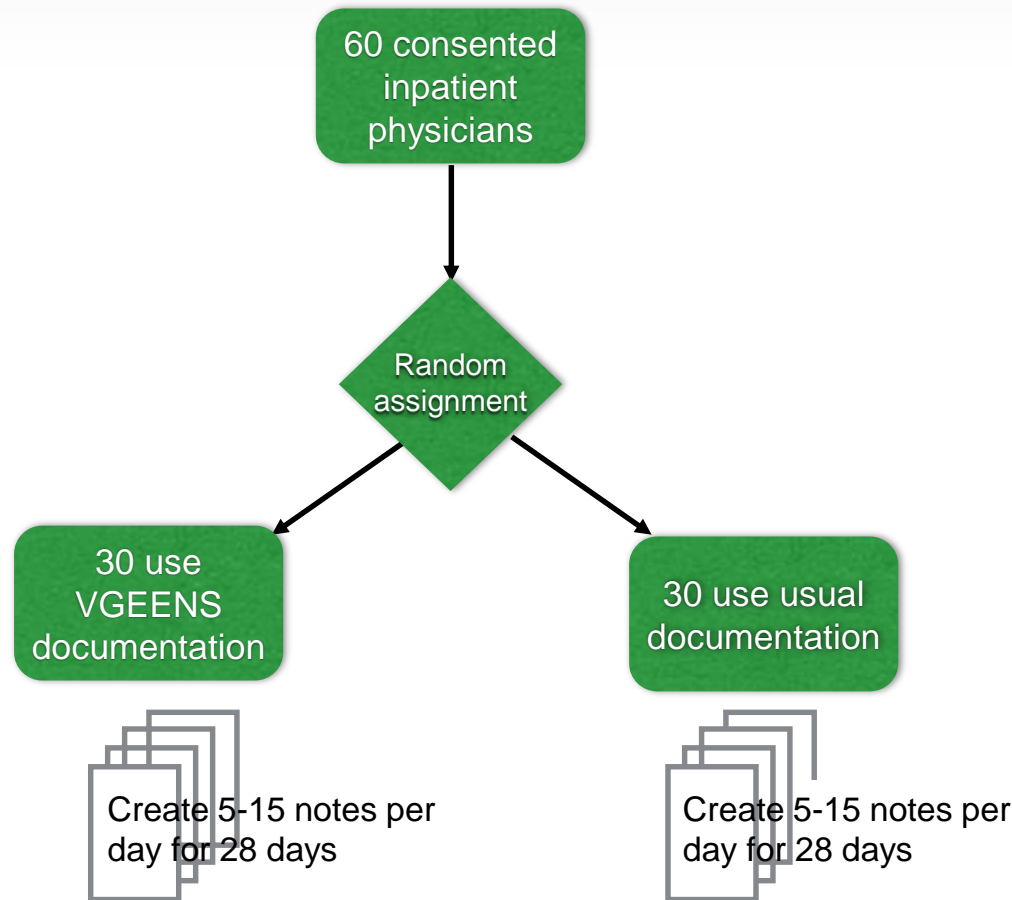 60 consented
inpatient
physicians
Random
assignment
30 use
VGEENS
documentation
30 use usual
documentation
Create 5-15 notes per
day for 28 days
Create 5-15 notes per
day for 28 days